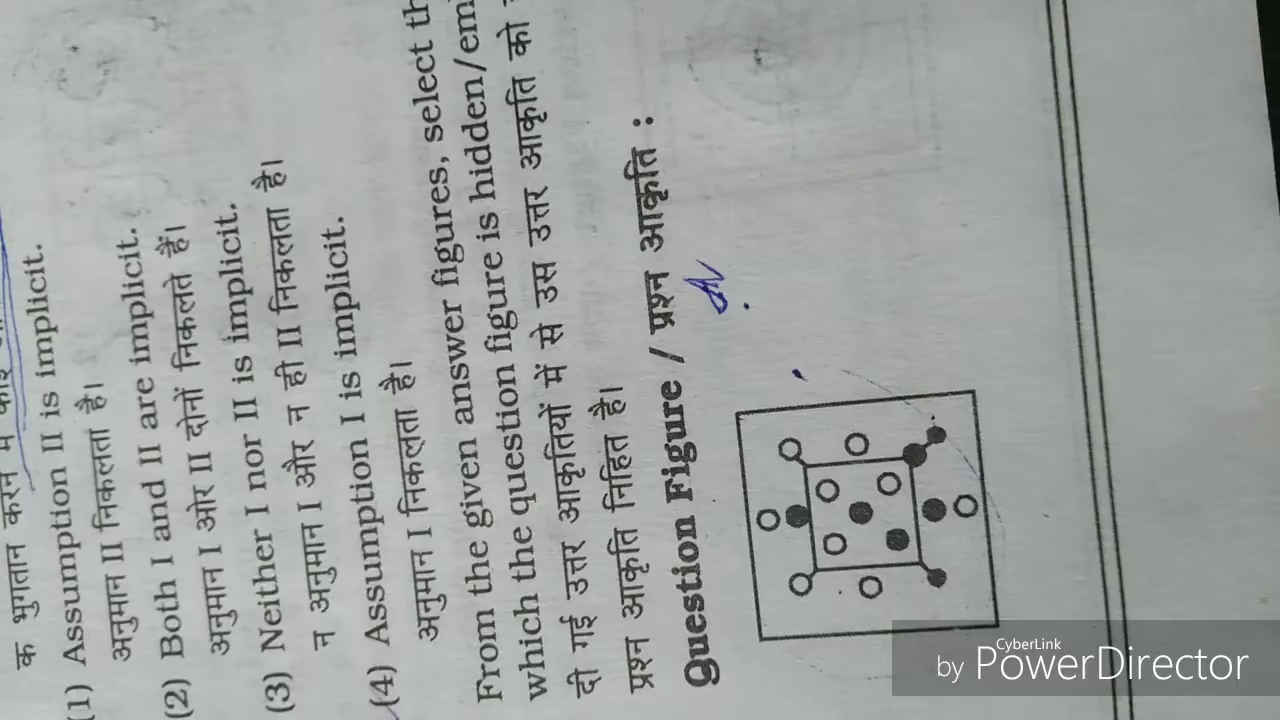 क भुगतान करन म काइ
(1) Assumption II is implicit.
अनुमान II निकलता है।
(2) Both I and II are implicit.
अनुमान I ओर II दोनों निकलते हैं।
(3) Neither I nor II is implicit.
न अनुमान I और न ही II निकलता है।
(4) Assumption I is implicit.
अनुमान I निकलता है।
From the given answer figures, select th
which the question figure is hidden/em
दी गई उत्तर आकृतियों में से उस उत्तर आकृति को
प्रश्न आकृति निहित है।
Question Figure / प्रश्न आकृति :
by CyberLink PowerDirector